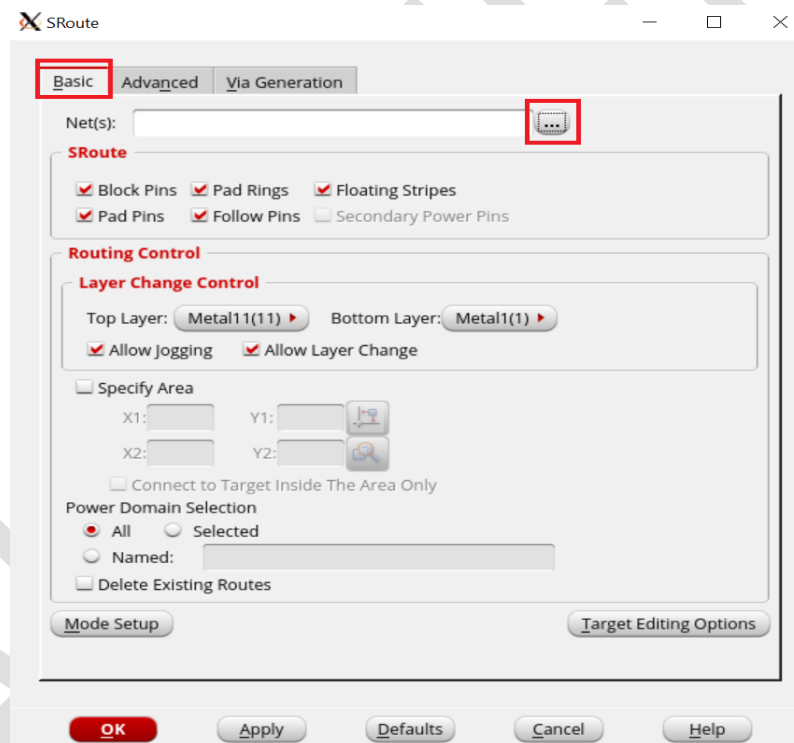 SRoute
Basic Advanced Via Generation
Net(s): ...
SRoute
Block Pins Pad Rings Floating Stripes
Pad Pins Follow Pins Secondary Power Pins
Routing Control
Layer Change Control
Top Layer: Metal11(11) Bottom Layer: Metal1(1)
Allow Jogging Allow Layer Change
Specify Area
X1: Y1:
X2: Y2:
Connect to Target Inside The Area Only
Power Domain Selection
All Selected
Named:
Delete Existing Routes
Mode Setup Target Editing Options
OK Apply Defaults Cancel Help